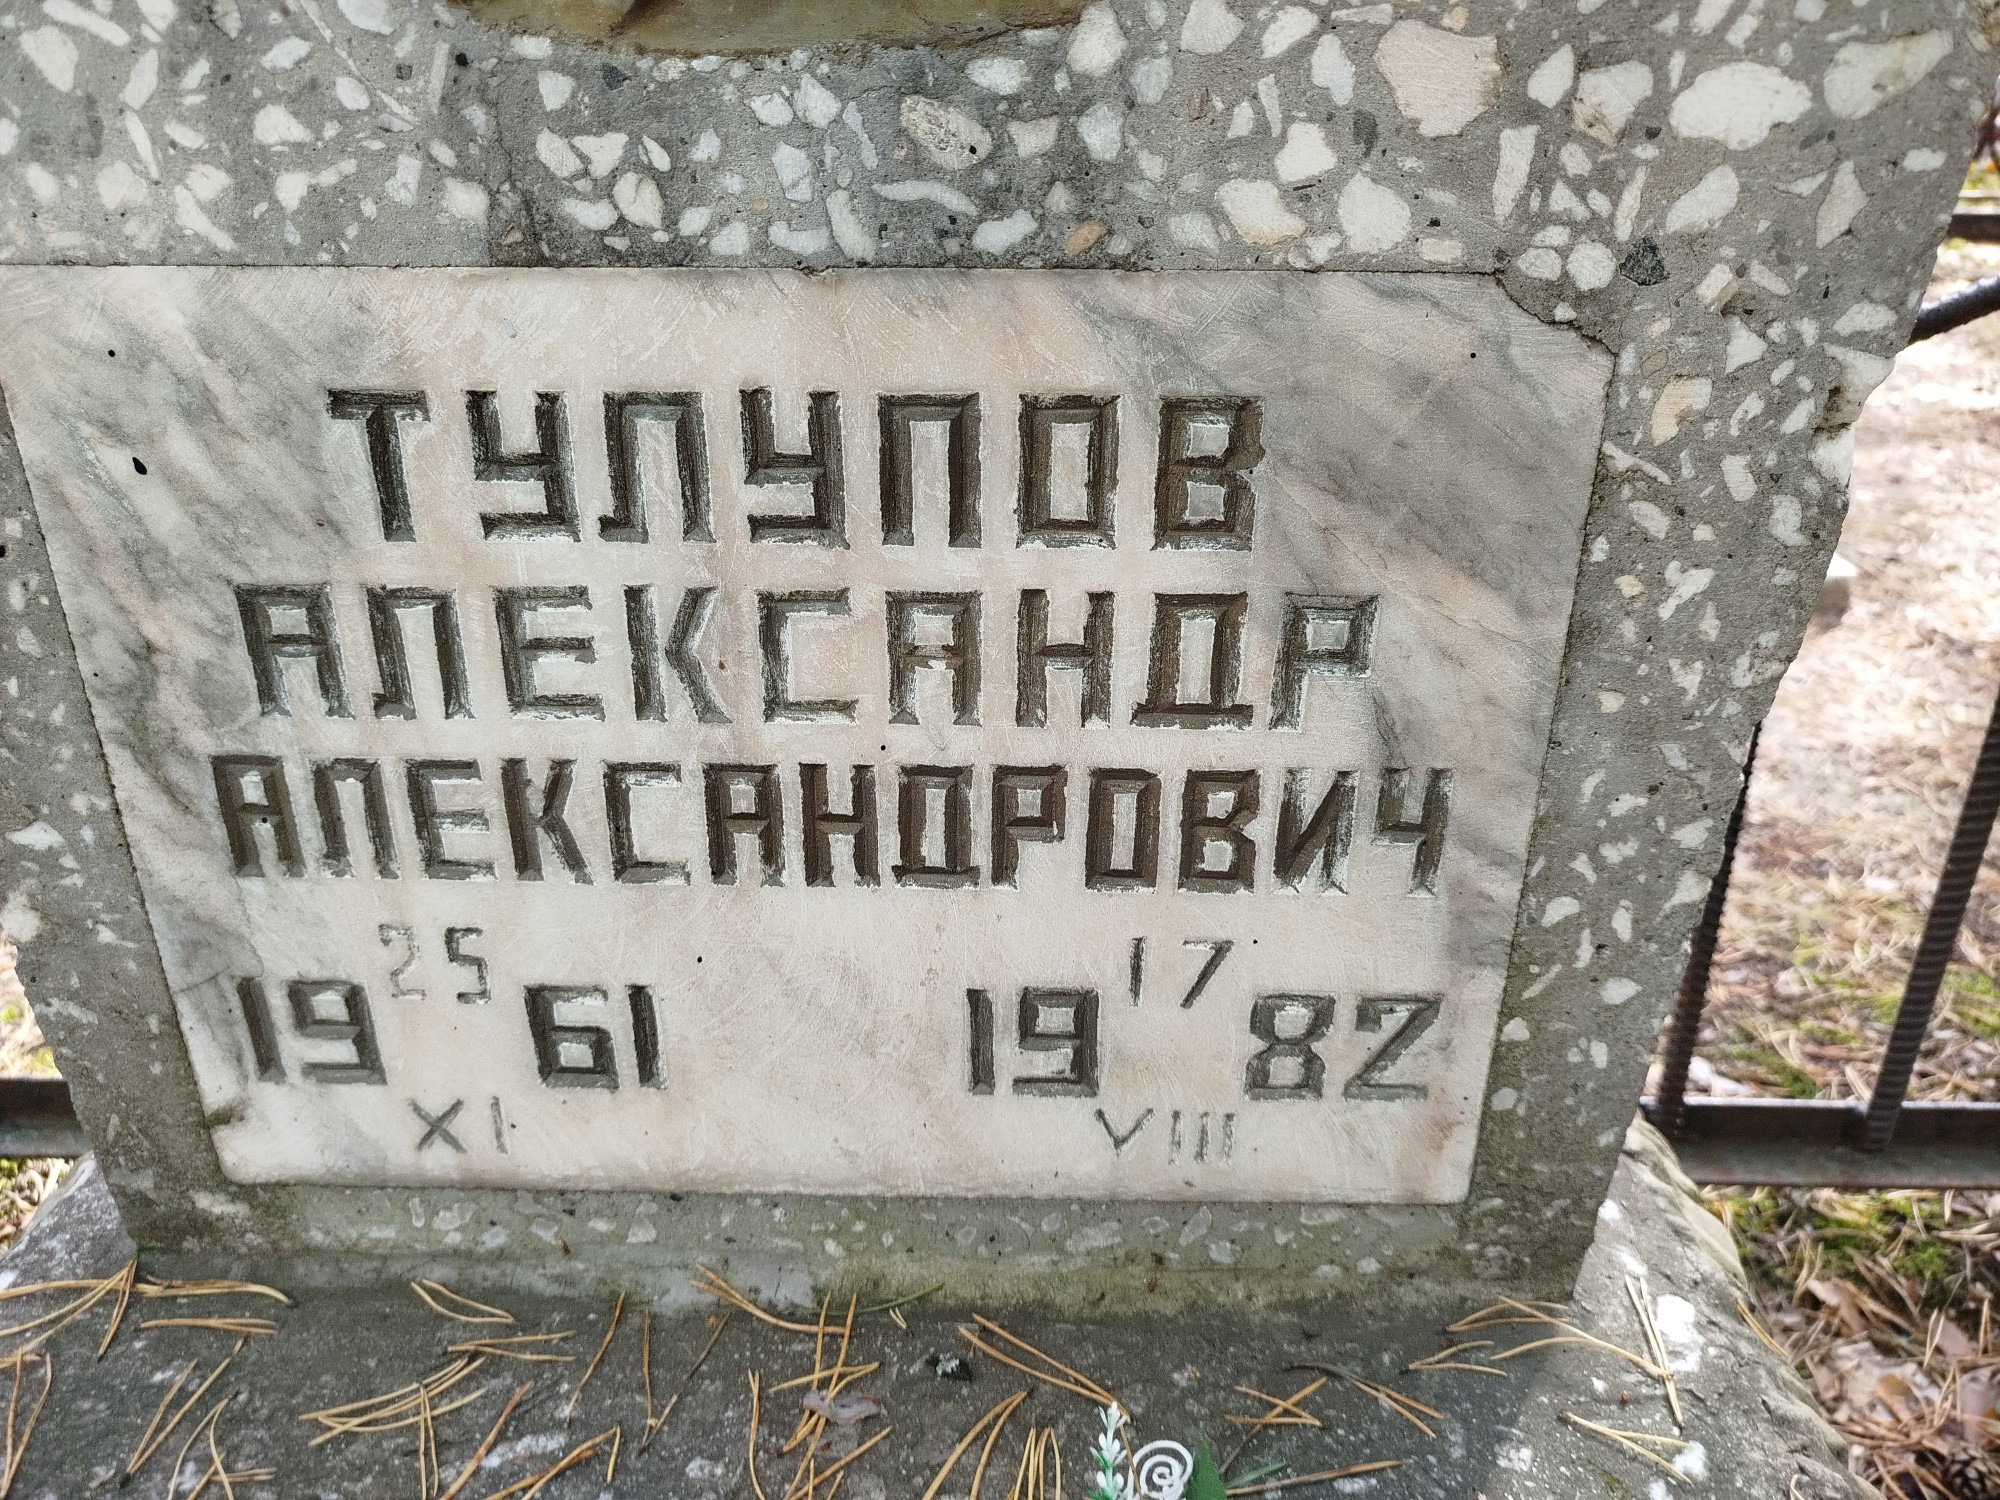 ТУЛУПОВ
АЛЕКСАНДР
АЛЕКСАНДРОВИЧ
25 17
19 61 19 82
XI VIII